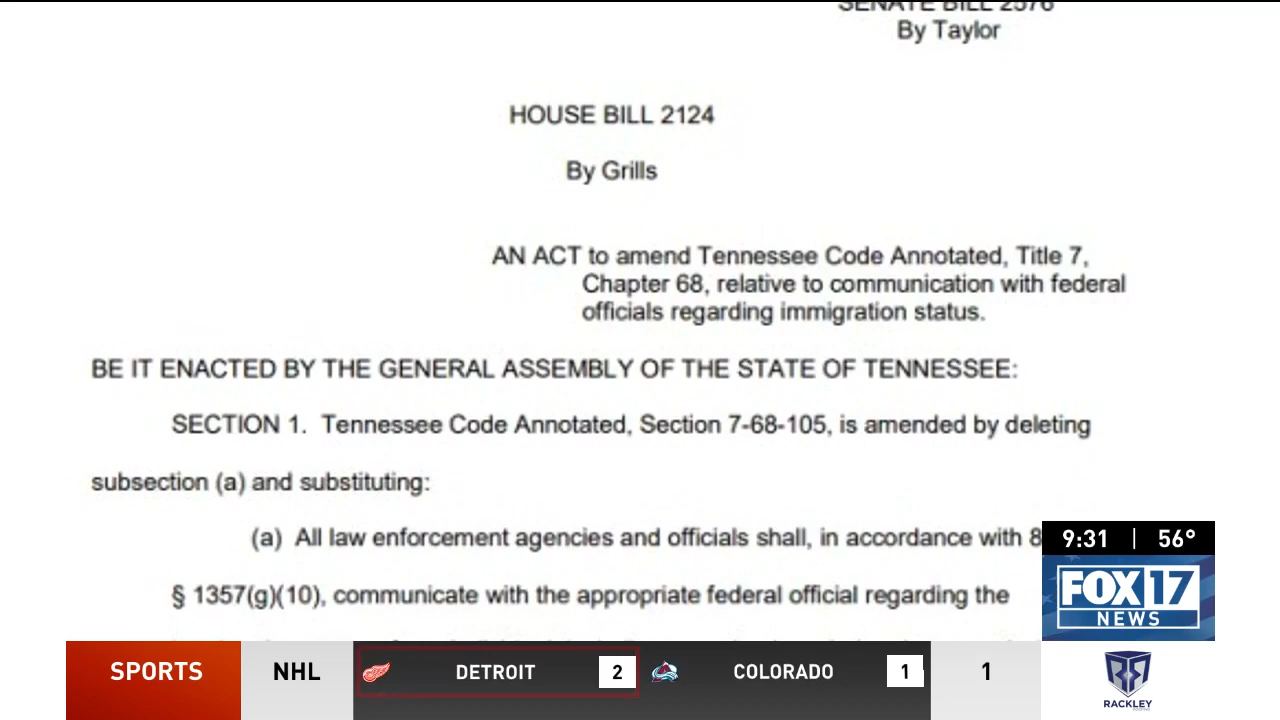 SENATE BILL 2576
By Taylor
HOUSE BILL 2124
By Grills
AN ACT to amend Tennessee Code Annotated, Title 7,
Chapter 68, relative to communication with federal
officials regarding immigration status.
BE IT ENACTED BY THE GENERAL ASSEMBLY OF THE STATE OF TENNESSEE:
SECTION 1. Tennessee Code Annotated, Section 7-68-105, is amended by deleting
subsection (a) and substituting:
(a) All law enforcement agencies and officials shall, in accordance with 8
§ 1357(g)(10), communicate with the appropriate federal official regarding the
9:31 | 56°
FOX 17
NEWS
SPORTS NHL DETROIT 2 COLORADO 1 1
RACKLEY